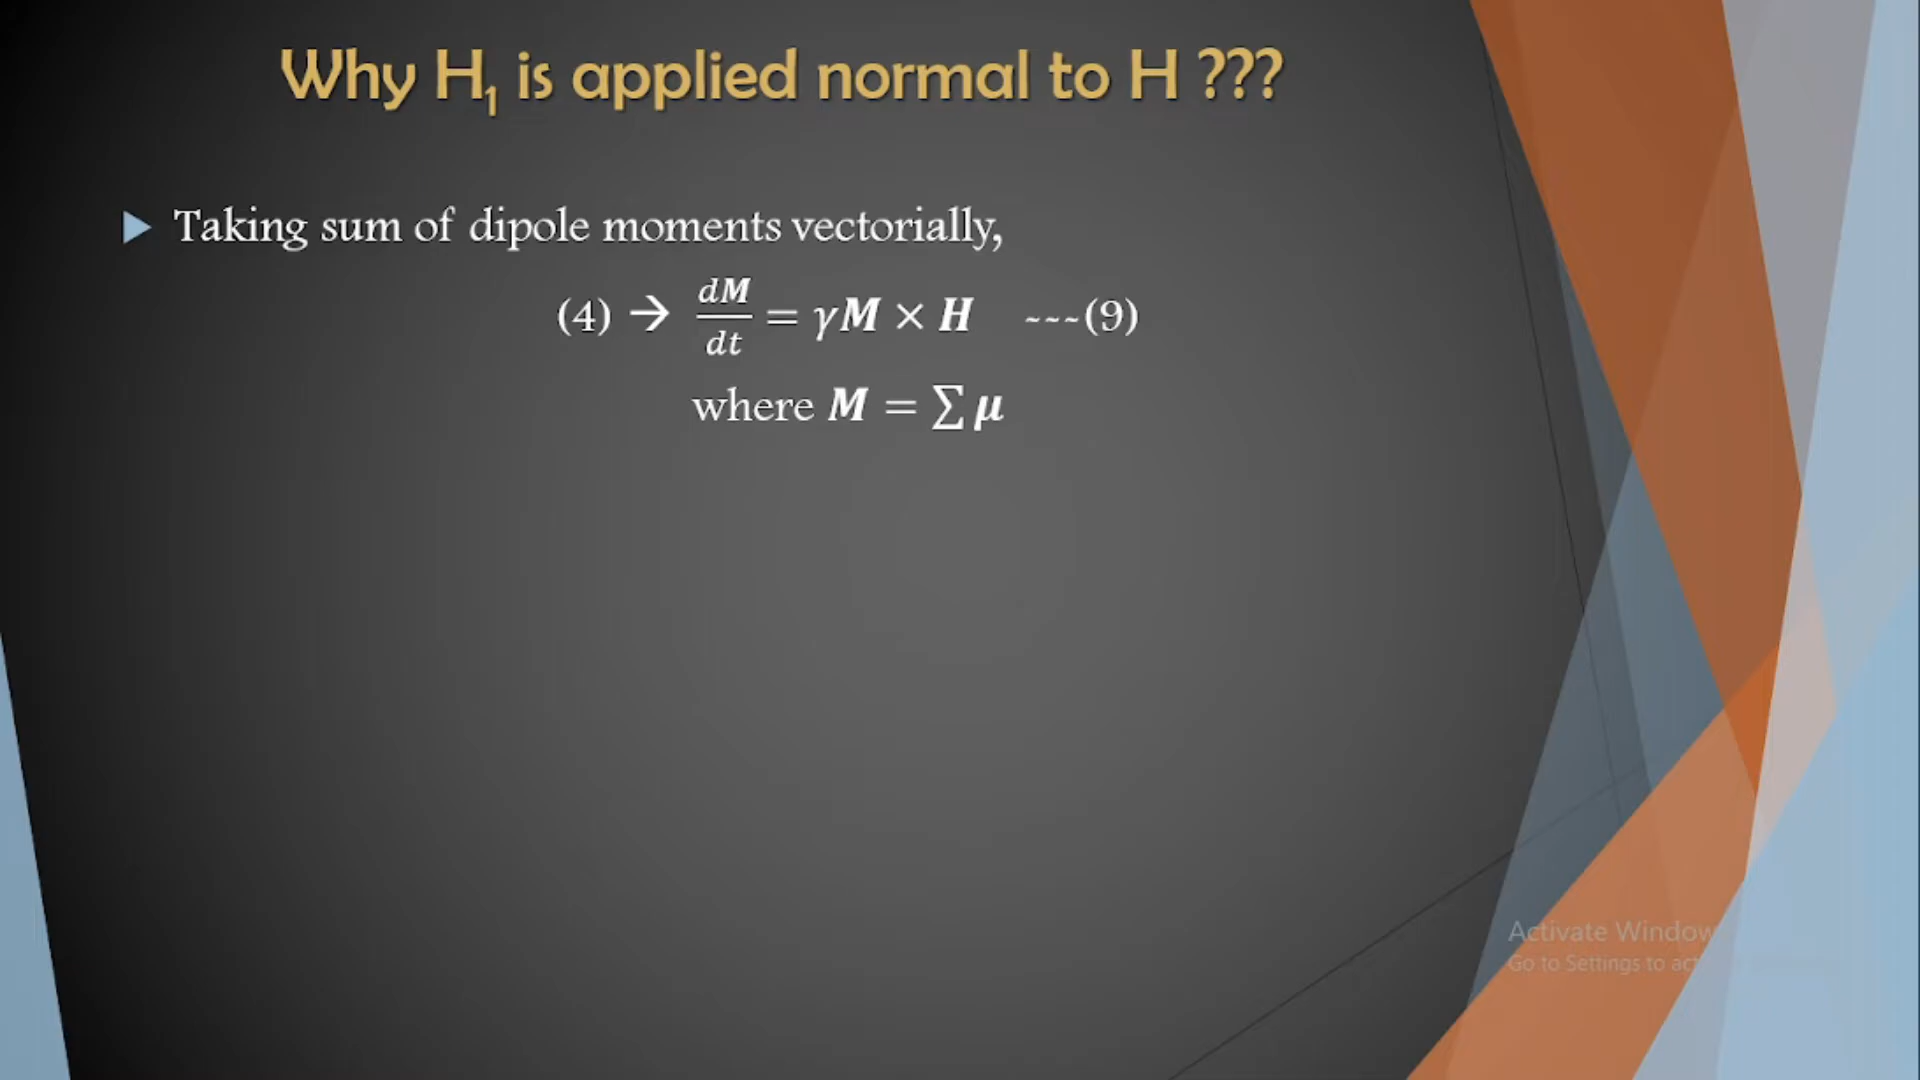 Why H₁ is applied normal to H ???
Taking sum of dipole moments vectorially,
(4) → dM/dt = γM × H ---(9)
where M = ∑ μ
Activate Window
Go to Settings to act